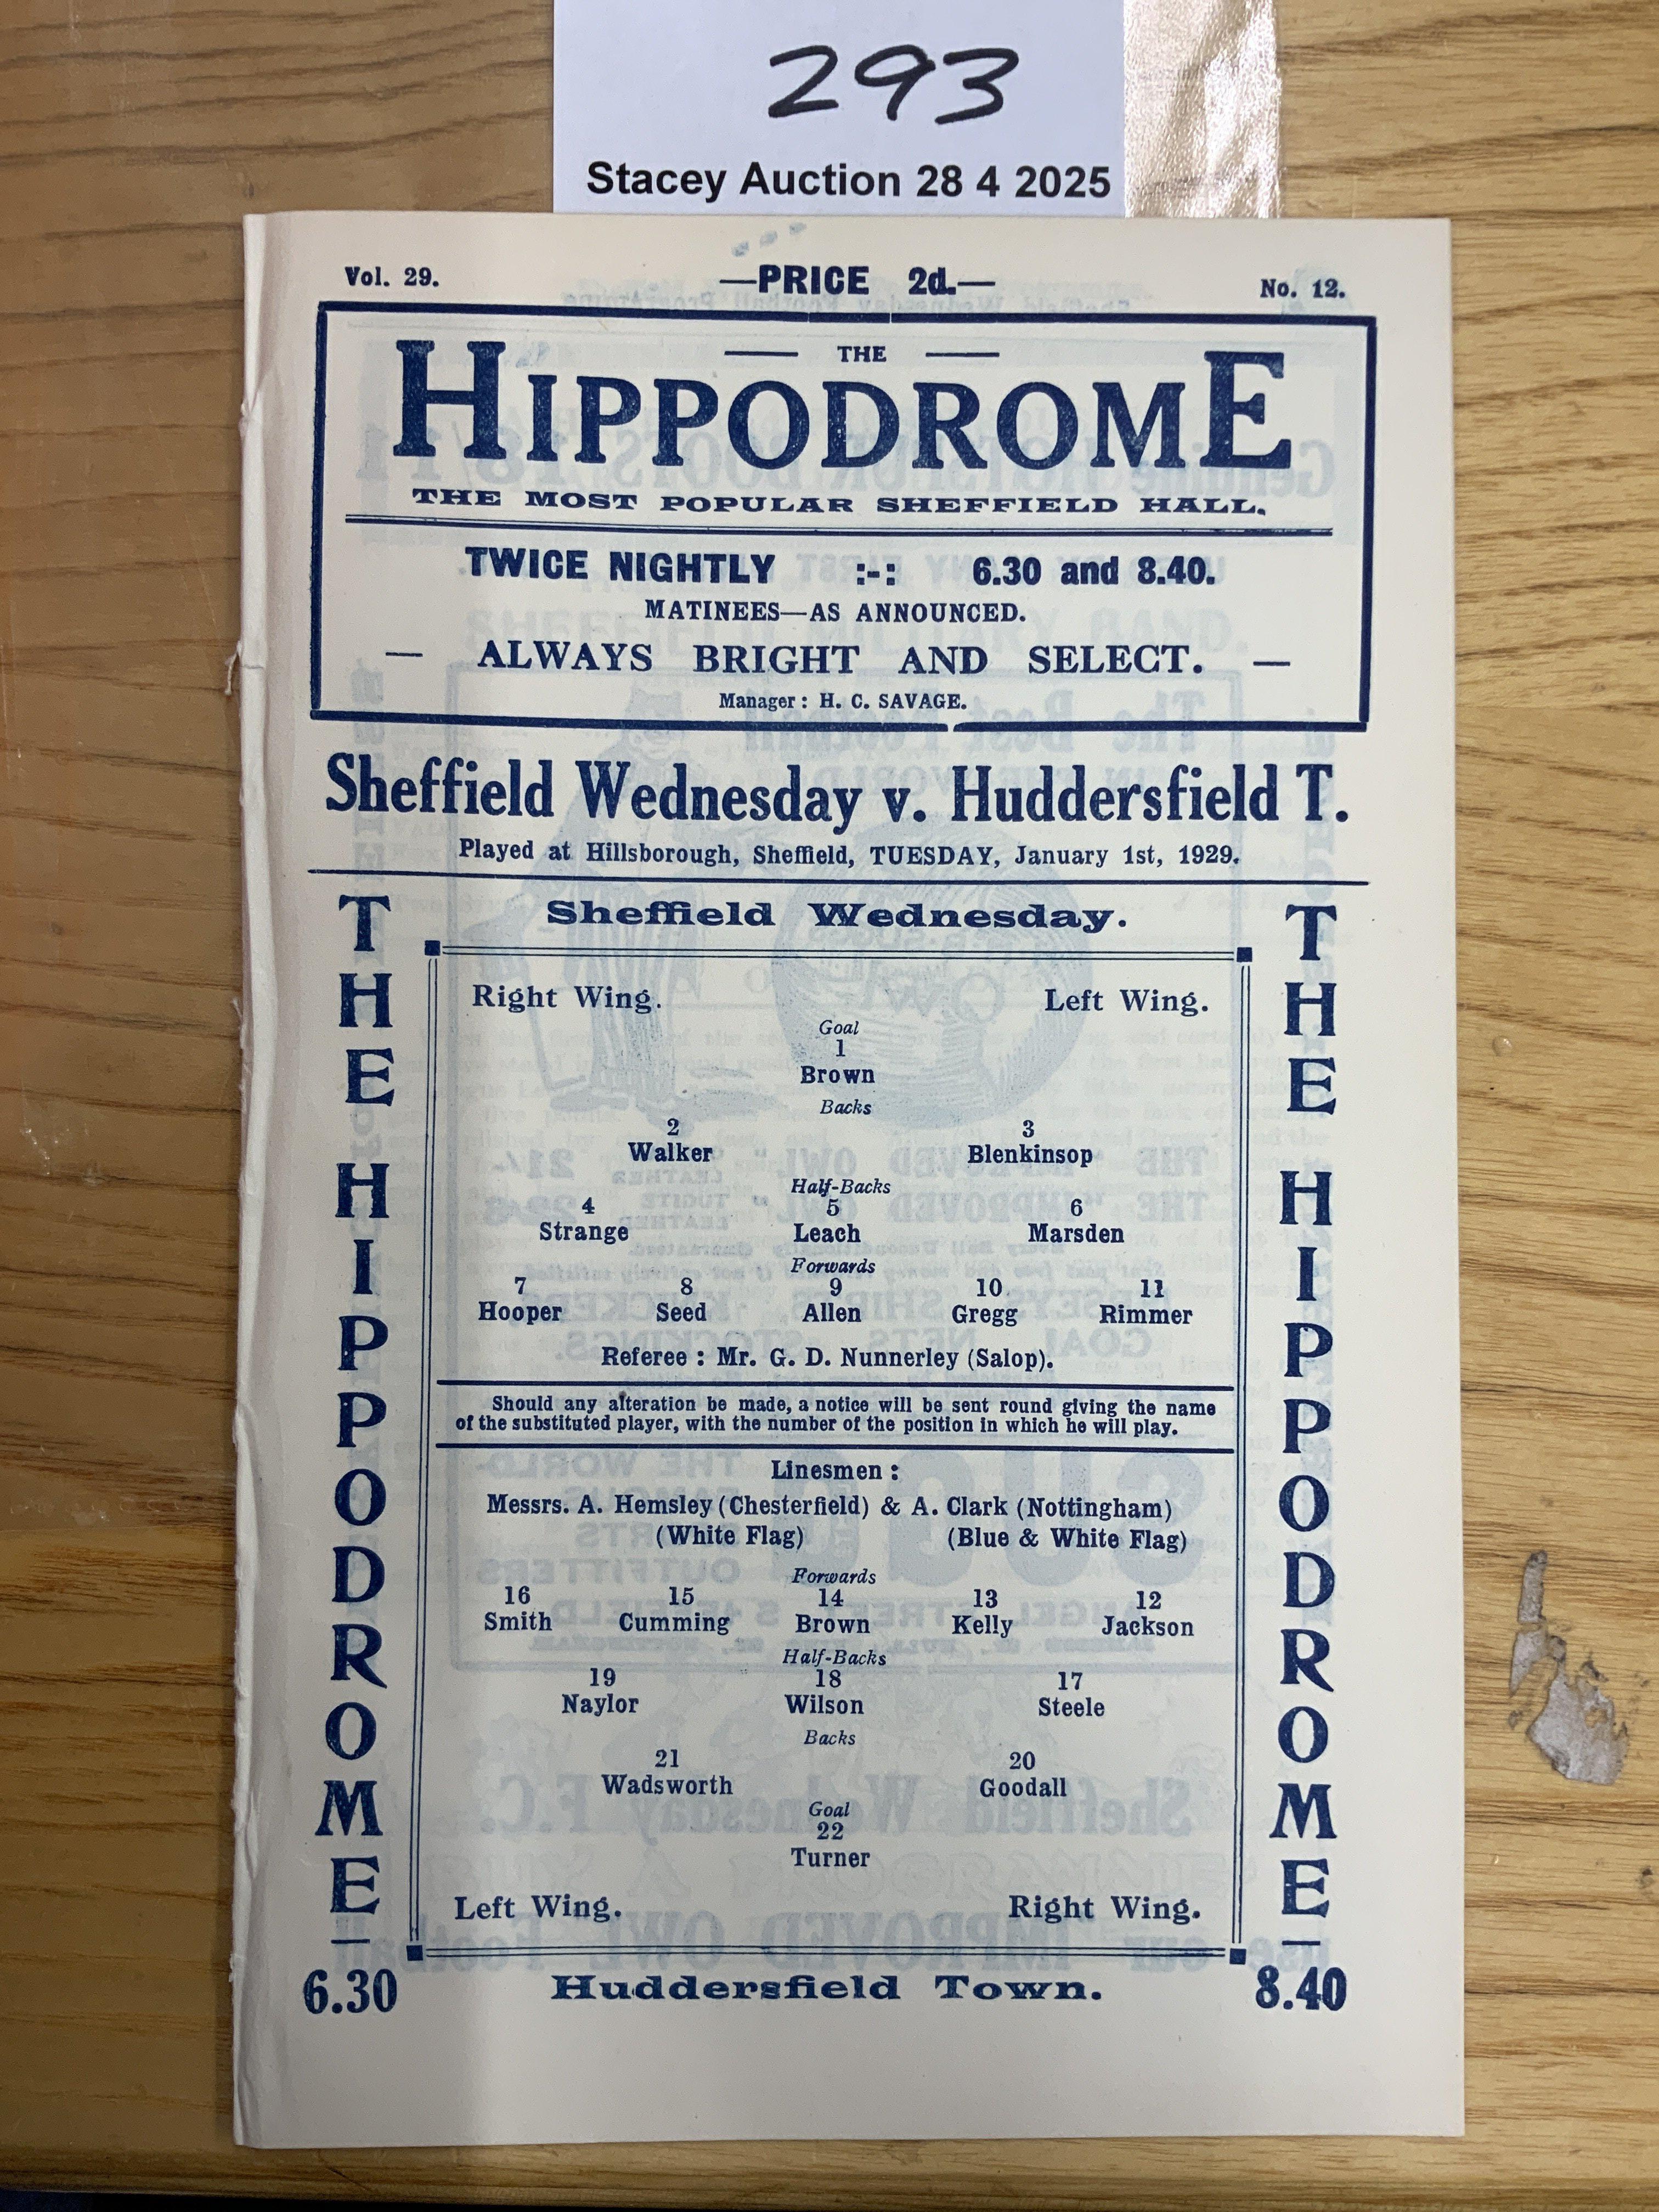 293
Stacey Auction 28 4 2025
Vol. 29. —PRICE 2d.— No. 12.
THE
HIPPODROME
THE MOST POPULAR SHEFFIELD HALL.
TWICE NIGHTLY :-: 6.30 and 8.40.
MATINEES—AS ANNOUNCED.
— ALWAYS BRIGHT AND SELECT. —
Manager: H. C. SAVAGE.
Sheffield Wednesday v. Huddersfield T.
Played at Hillsborough, Sheffield, TUESDAY, January 1st, 1929.
THE HIPPODROME—
6.30
Sheffield Wednesday.
Right Wing. Left Wing.
Goal
1
Brown
Backs
2 3
Walker Blenkinsop
Half-Backs
4 5 6
Strange Leach Marsden
Forwards
7 8 9 10 11
Hooper Seed Allen Gregg Rimmer
Referee: Mr. G. D. Nunnerley (Salop).
Should any alteration be made, a notice will be sent round giving the name
of the substituted player, with the number of the position in which he will play.
Linesmen:
Messrs. A. Hemsley (Chesterfield) & A. Clark (Nottingham)
(White Flag) (Blue & White Flag)
Forwards
16 15 14 13 12
Smith Cumming Brown Kelly Jackson
Half-Backs
19 18 17
Naylor Wilson Steele
Backs
21 20
Wadsworth Goodall
Goal
22
Turner
Left Wing. Right Wing.
Huddersfield Town.
THE HIPPODROME—
8.40